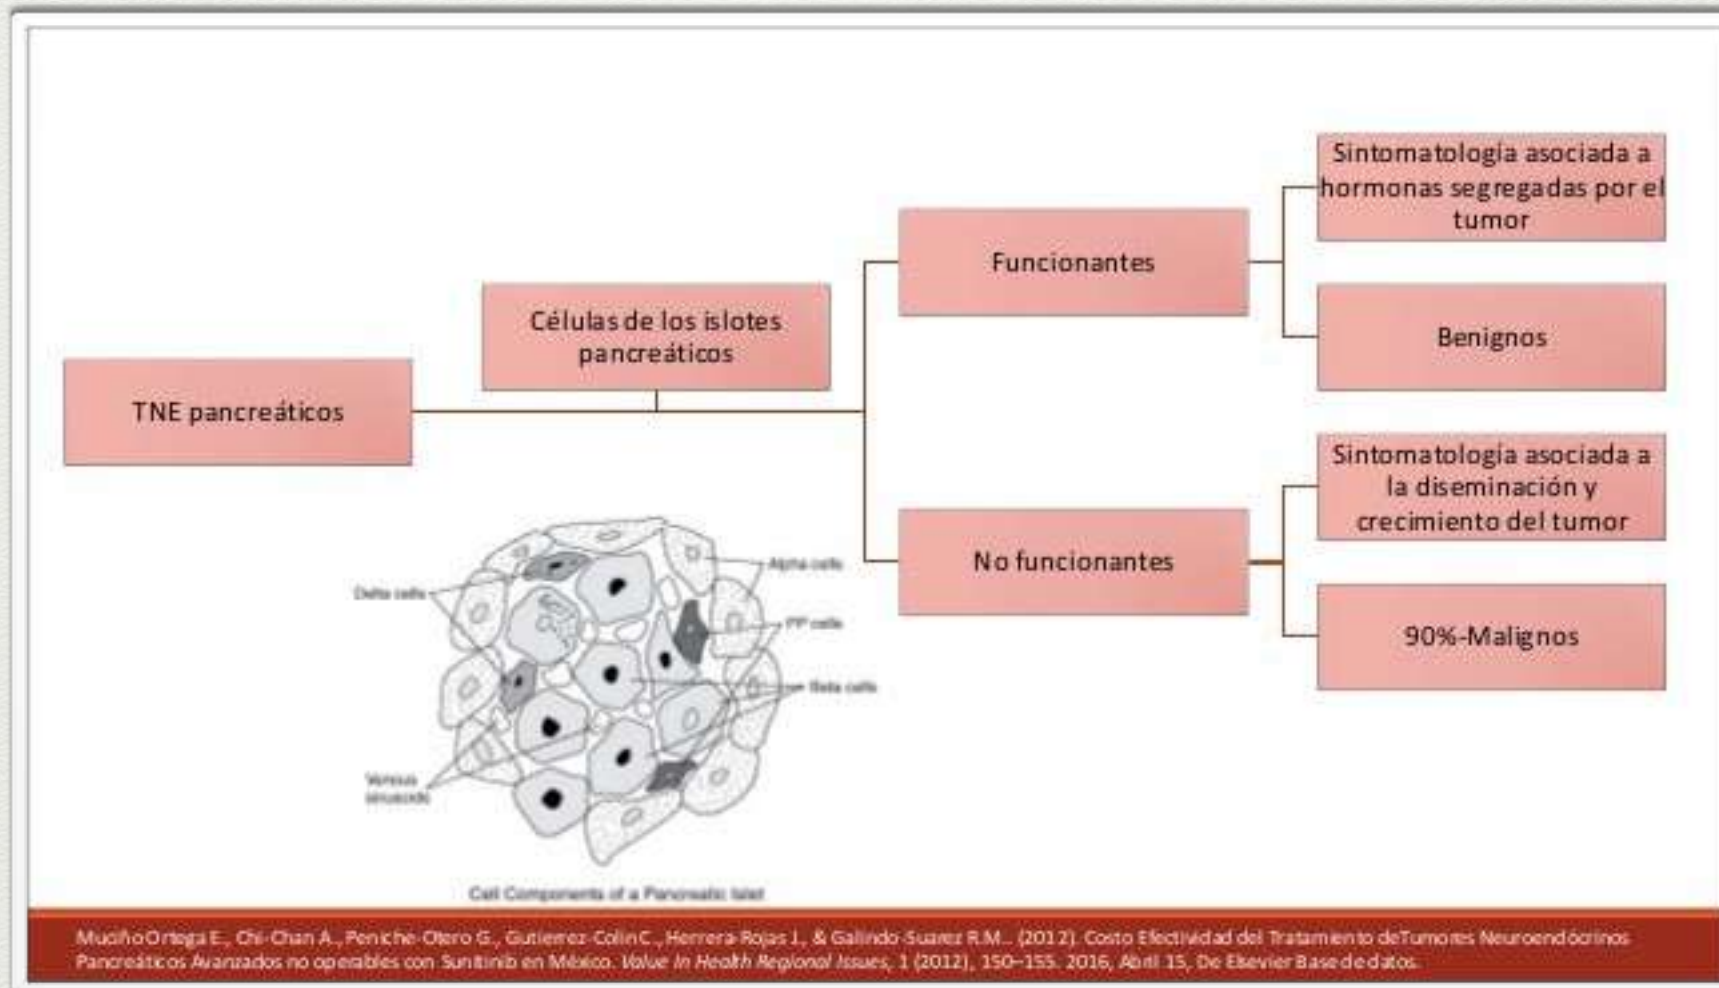 TNE pancreáticos
Células de los islotes
pancreáticos
Funcionantes
Sintomatología asociada a
hormonas segregadas por el
tumor
Benignos
No funcionantes
Sintomatología asociada a
la diseminación y
crecimiento del tumor
90%-Malignos
Alpha cells
Delta cells
PP cells
Beta cells
Venous
sinusoids
Cell Components of a Pancreatic Islet
Muciño Ortega E., Chi-Chan A., Peniche-Otero G., Gutierrez-Colin C., Herrera-Rojas J., & Galindo-Suarez R.M.. (2012). Costo Efectividad del Tratamiento de Tumores Neuroendócrinos
Pancreáticos Avanzados no operables con Sunitinib en México. Value In Health Regional Issues, 1 (2012), 150–155. 2016, Abril 15, De Elsevier Base de datos.